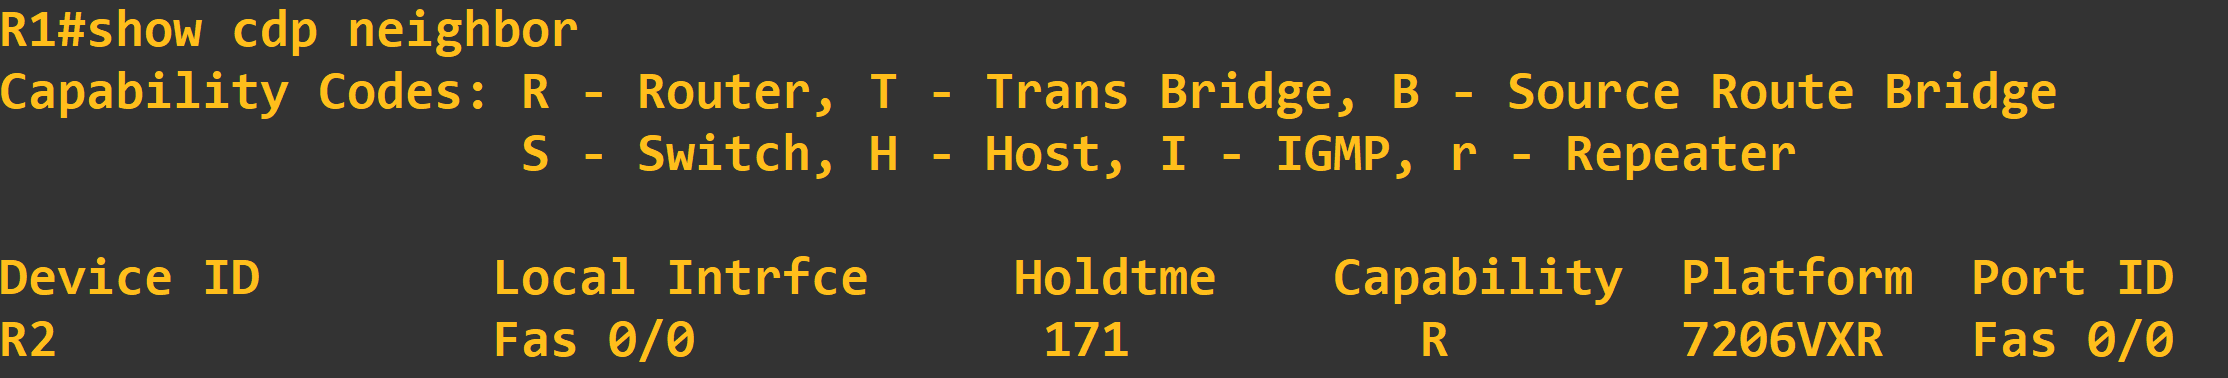 R1#show cdp neighbor
Capability Codes: R - Router, T - Trans Bridge, B - Source Route Bridge
                  S - Switch, H - Host, I - IGMP, r - Repeater

Device ID        Local Intrfce     Holdtme    Capability  Platform  Port ID
R2               Fas 0/0            171          R        7206VXR   Fas 0/0